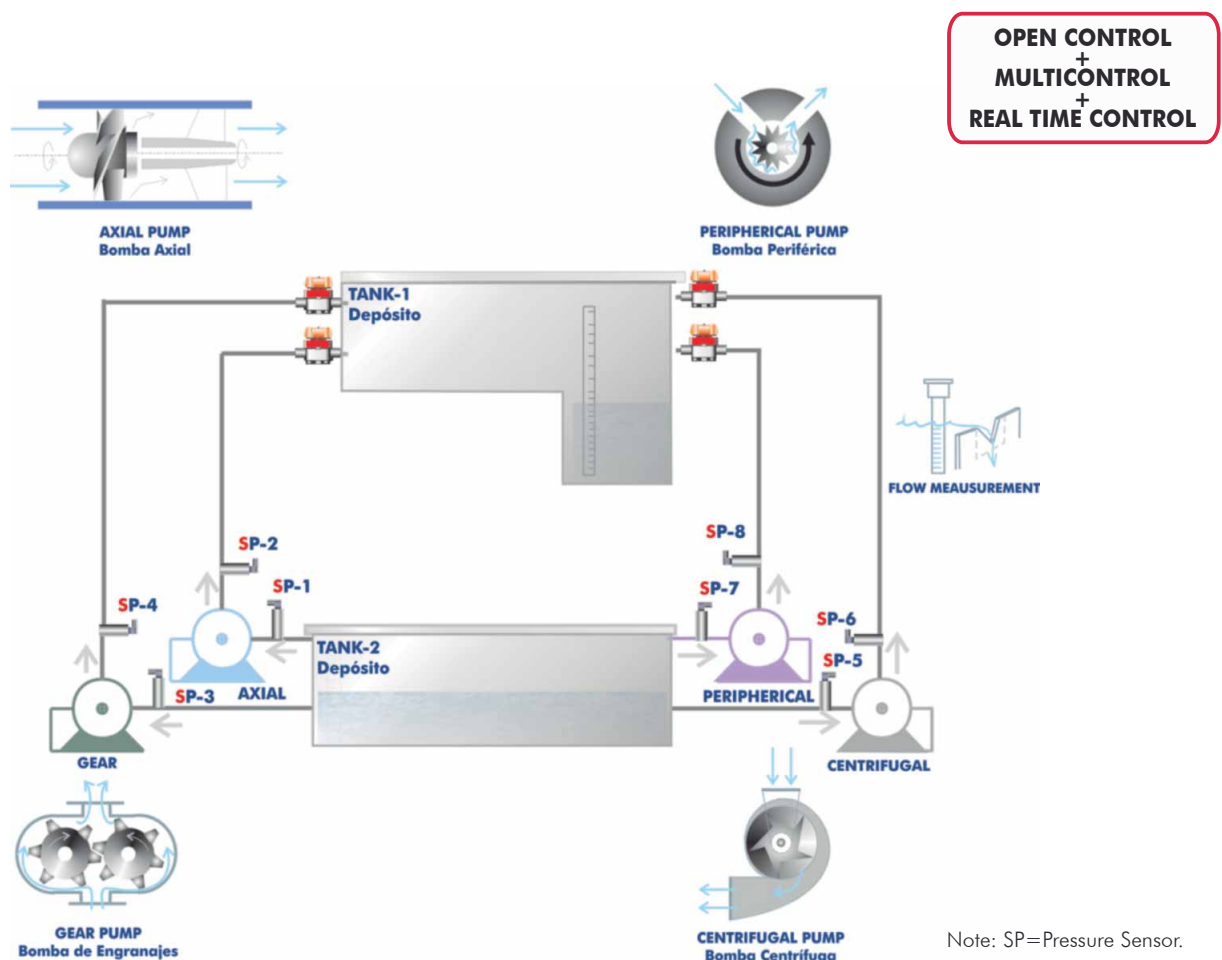 OPEN CONTROL
+
MULTICONTROL
+
REAL TIME CONTROL
AXIAL PUMP
Bomba Axial
PERIPHERICAL PUMP
Bomba Periférica
TANK-1
Depósito
FLOW MEAUSUREMENT
SP-2
SP-8
SP-1
SP-7
SP-4
SP-6
TANK-2
Depósito
SP-5
SP-3
AXIAL
PERIPHERICAL
GEAR
CENTRIFUGAL
GEAR PUMP
Bomba de Engranajes
CENTRIFUGAL PUMP
Bomba Centrífuga
Note: SP=Pressure Sensor.